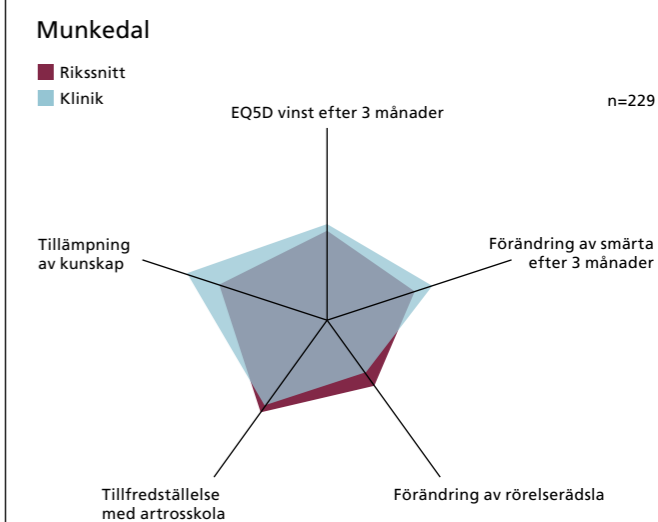 Munkedal
Rikssnitt
Klinik
n=229
EQ5D vinst efter 3 månader
Tillämpning
av kunskap
Förändring av smärta
efter 3 månader
Tillfredställelse
med artrosskola
Förändring av rörelserädsla